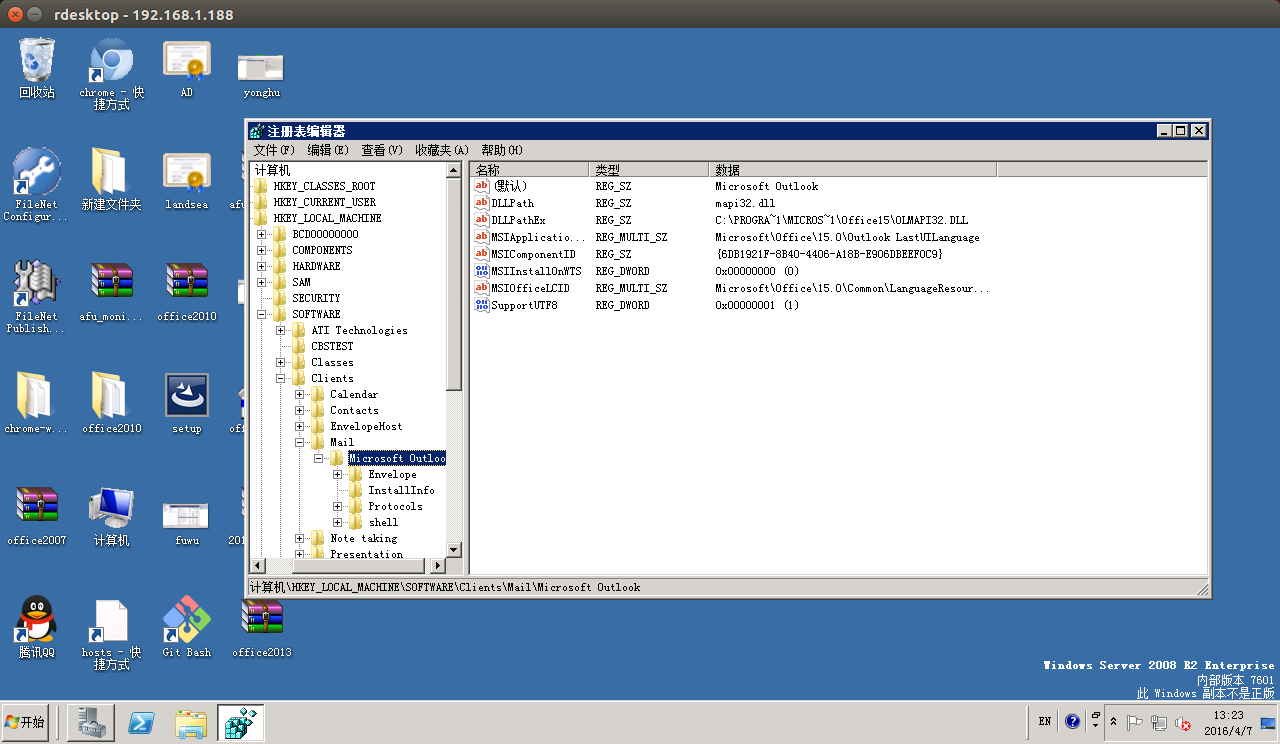 rdesktop - 192.168.1.188
回收站
chrome - 快
捷方式
AD
yonghu
FileNet
Configur...
新建文件夹
landsea
afu
FileNet
Publish...
afu_moni...
office2010
chrome-w...
office2010
setup
off
office2007
计算机
fuwu
201
腾讯QQ
hosts - 快
捷方式
Git Bash
office2013
注册表编辑器
文件(F) 编辑(E) 查看(V) 收藏夹(A) 帮助(H)
计算机
HKEY_CLASSES_ROOT
HKEY_CURRENT_USER
HKEY_LOCAL_MACHINE
BCD00000000
COMPONENTS
HARDWARE
SAM
SECURITY
SOFTWARE
ATI Technologies
CBSTEST
Classes
Clients
Calendar
Contacts
EnvelopeHost
Mail
Microsoft Outloo
Envelope
InstallInfo
Protocols
shell
Note taking
Presentation
名称 类型 数据
(默认) REG_SZ Microsoft Outlook
DLLPath REG_SZ mapi32.dll
DLLPathEx REG_SZ C:\PROGRA~1\MICROS~1\Office15\OLMAPI32.DLL
MSIApplicatio... REG_MULTI_SZ Microsoft\Office\15.0\Outlook LastUILanguage
MSIComponentID REG_SZ {6DB1921F-8B40-4406-A18B-E906DBEEF0C9}
MSIInstallOnWTS REG_DWORD 0x00000000 (0)
MSIOfficeLCID REG_MULTI_SZ Microsoft\Office\15.0\Common\LanguageResour...
SupportUTF8 REG_DWORD 0x00000001 (1)
计算机\HKEY_LOCAL_MACHINE\SOFTWARE\Clients\Mail\Microsoft Outlook
Windows Server 2008 R2 Enterprise
内部版本 7601
此 Windows 副本不是正版
开始
EN
13:23
2016/4/7